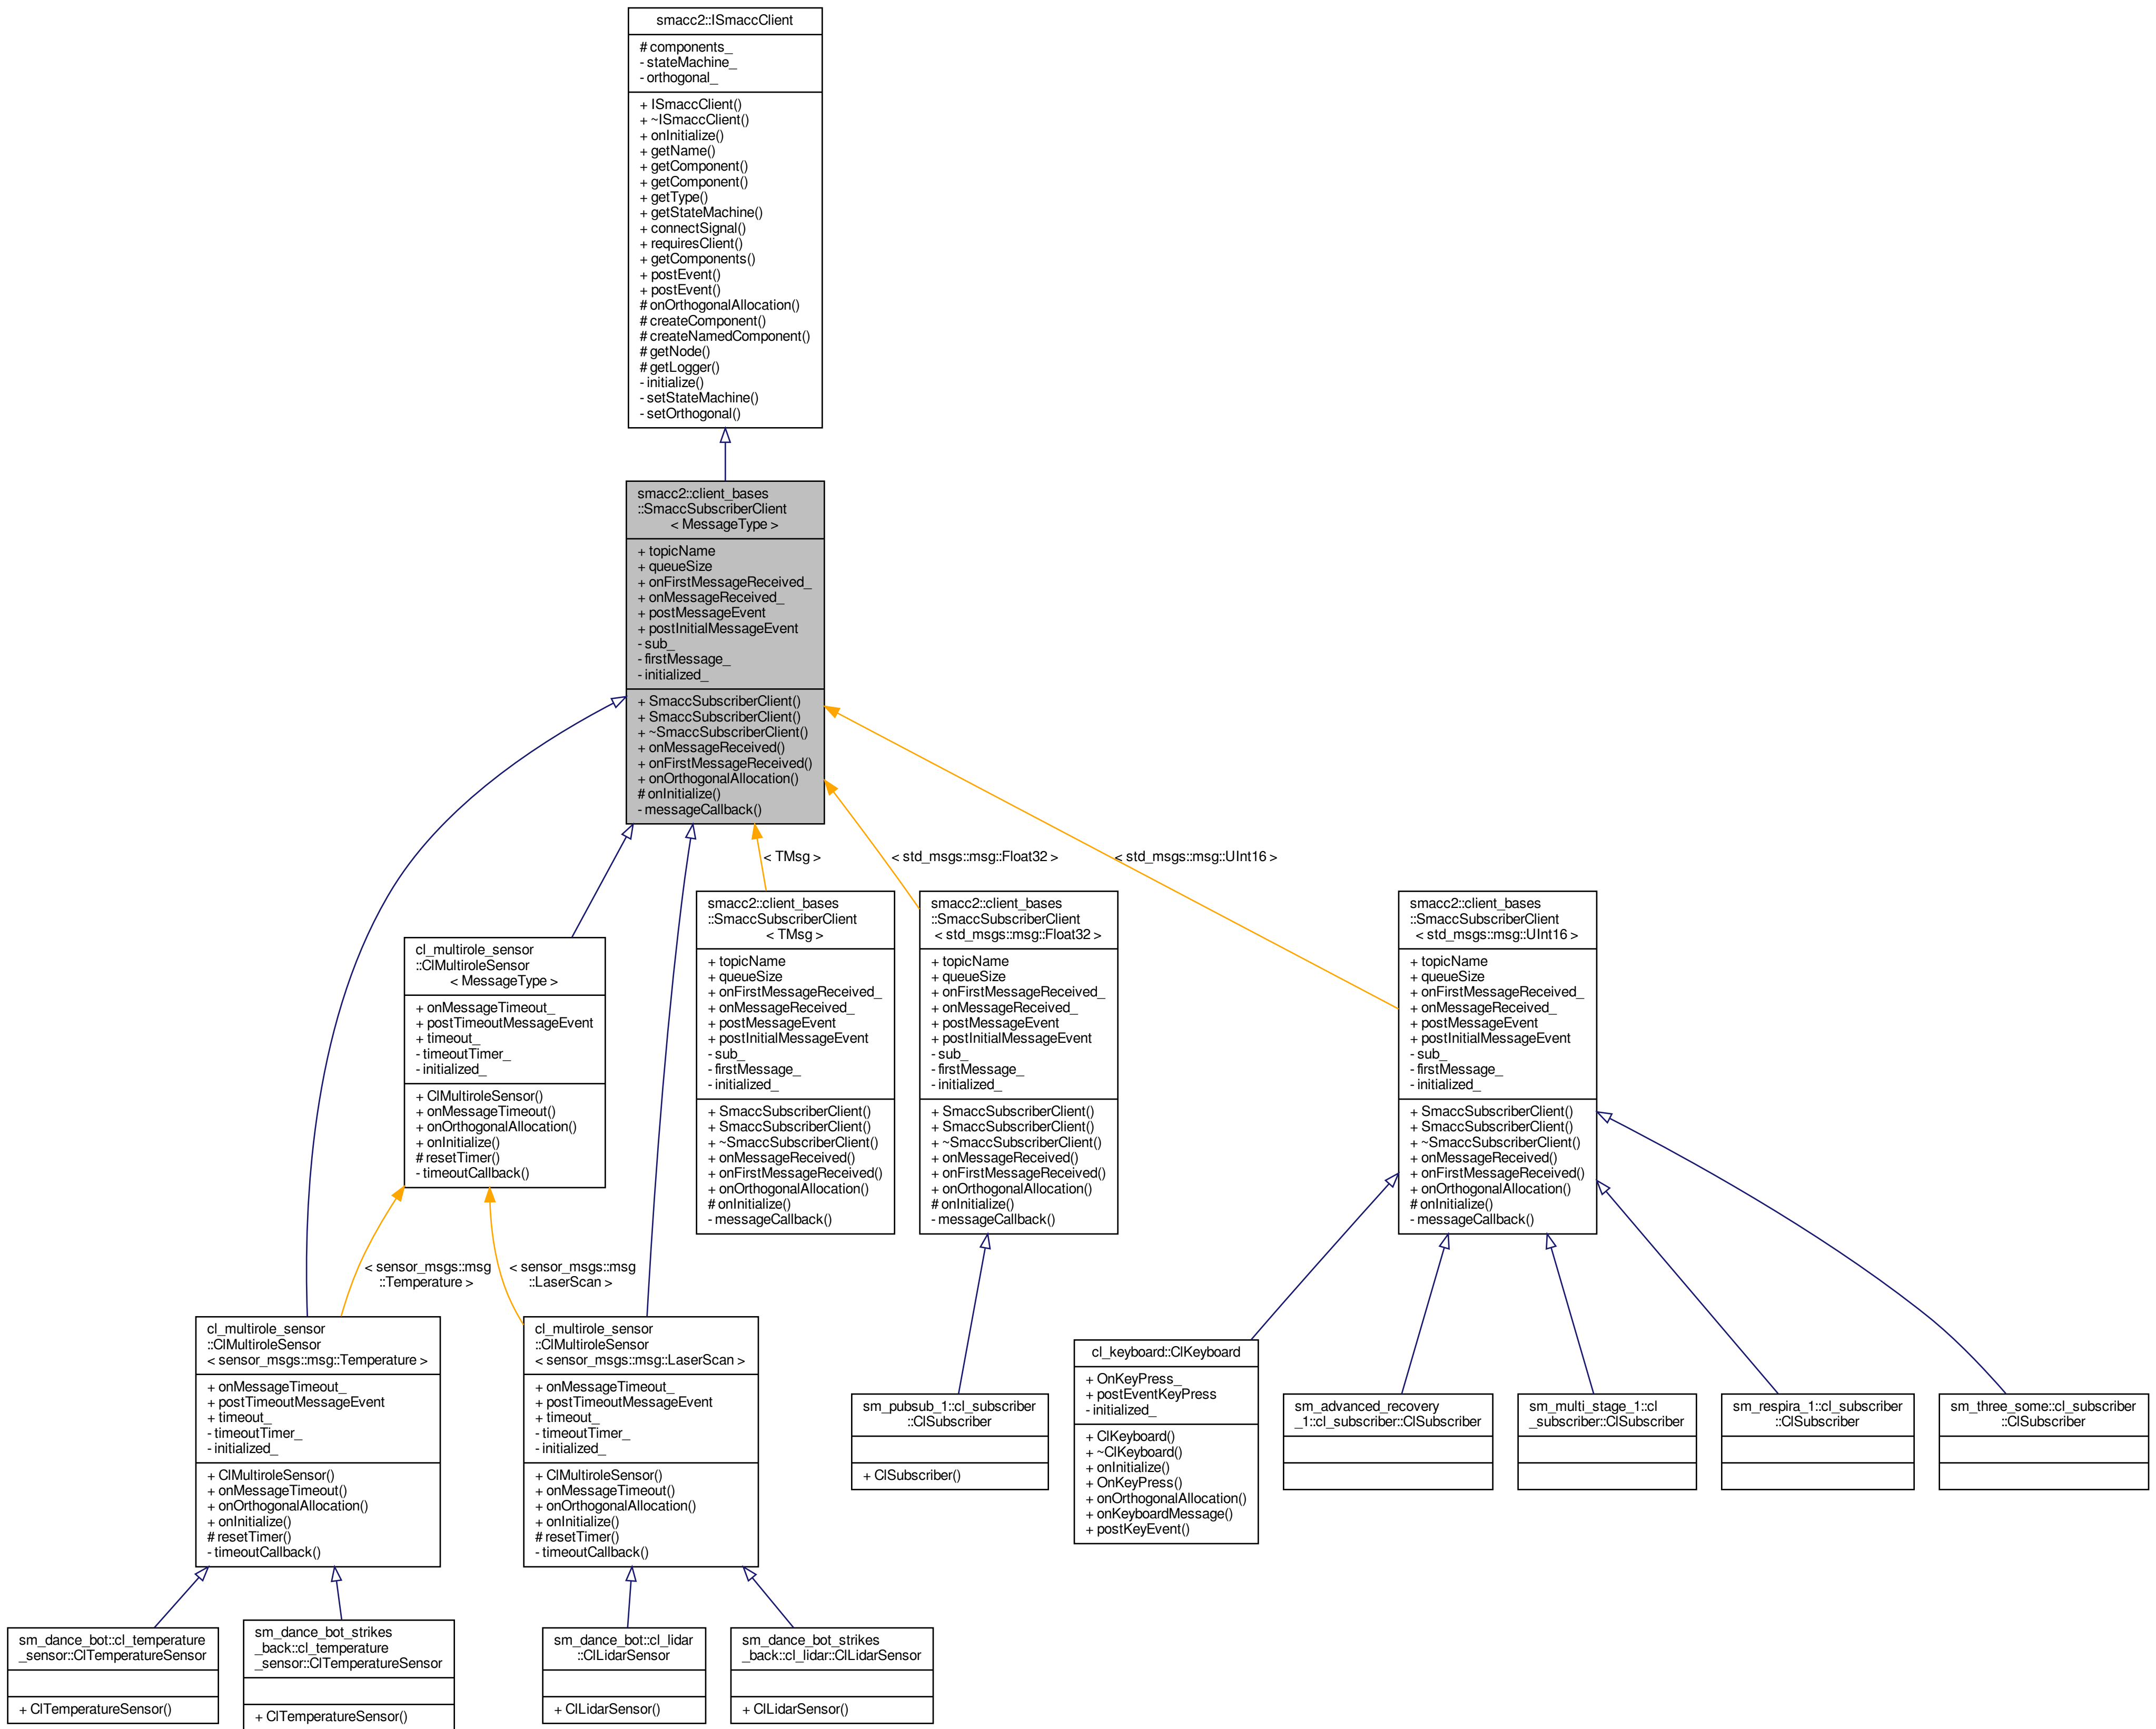 smacc2::ISmaccClient
# components_
- stateMachine_
- orthogonal_
+ ISmaccClient()
+ ~ISmaccClient()
+ onInitialize()
+ getName()
+ getComponent()
+ getComponent()
+ getType()
+ getStateMachine()
+ connectSignal()
+ requiresClient()
+ getComponents()
+ postEvent()
+ postEvent()
# onOrthogonalAllocation()
# createComponent()
# createNamedComponent()
# getNode()
# getLogger()
- initialize()
- setStateMachine()
- setOrthogonal()
smacc2::client_bases
::SmaccSubscriberClient
< MessageType >
+ topicName
+ queueSize
+ onFirstMessageReceived_
+ onMessageReceived_
+ postMessageEvent
+ postInitialMessageEvent
- sub_
- firstMessage_
- initialized_
+ SmaccSubscriberClient()
+ SmaccSubscriberClient()
+ ~SmaccSubscriberClient()
+ onMessageReceived()
+ onFirstMessageReceived()
+ onOrthogonalAllocation()
# onInitialize()
- messageCallback()
< TMsg >
< std_msgs::msg::Float32 >
< std_msgs::msg::UInt16 >
cl_multirole_sensor
::ClMultiroleSensor
< MessageType >
+ onMessageTimeout_
+ postTimeoutMessageEvent
+ timeout_
- timeoutTimer_
- initialized_
+ ClMultiroleSensor()
+ onMessageTimeout()
+ onOrthogonalAllocation()
+ onInitialize()
# resetTimer()
- timeoutCallback()
smacc2::client_bases
::SmaccSubscriberClient
< TMsg >
+ topicName
+ queueSize
+ onFirstMessageReceived_
+ onMessageReceived_
+ postMessageEvent
+ postInitialMessageEvent
- sub_
- firstMessage_
- initialized_
+ SmaccSubscriberClient()
+ SmaccSubscriberClient()
+ ~SmaccSubscriberClient()
+ onMessageReceived()
+ onFirstMessageReceived()
+ onOrthogonalAllocation()
# onInitialize()
- messageCallback()
smacc2::client_bases
::SmaccSubscriberClient
< std_msgs::msg::Float32 >
+ topicName
+ queueSize
+ onFirstMessageReceived_
+ onMessageReceived_
+ postMessageEvent
+ postInitialMessageEvent
- sub_
- firstMessage_
- initialized_
+ SmaccSubscriberClient()
+ SmaccSubscriberClient()
+ ~SmaccSubscriberClient()
+ onMessageReceived()
+ onFirstMessageReceived()
+ onOrthogonalAllocation()
# onInitialize()
- messageCallback()
smacc2::client_bases
::SmaccSubscriberClient
< std_msgs::msg::UInt16 >
+ topicName
+ queueSize
+ onFirstMessageReceived_
+ onMessageReceived_
+ postMessageEvent
+ postInitialMessageEvent
- sub_
- firstMessage_
- initialized_
+ SmaccSubscriberClient()
+ SmaccSubscriberClient()
+ ~SmaccSubscriberClient()
+ onMessageReceived()
+ onFirstMessageReceived()
+ onOrthogonalAllocation()
# onInitialize()
- messageCallback()
< sensor_msgs::msg
::Temperature >
< sensor_msgs::msg
::LaserScan >
cl_multirole_sensor
::ClMultiroleSensor
< sensor_msgs::msg::Temperature >
+ onMessageTimeout_
+ postTimeoutMessageEvent
+ timeout_
- timeoutTimer_
- initialized_
+ ClMultiroleSensor()
+ onMessageTimeout()
+ onOrthogonalAllocation()
+ onInitialize()
# resetTimer()
- timeoutCallback()
cl_multirole_sensor
::ClMultiroleSensor
< sensor_msgs::msg::LaserScan >
+ onMessageTimeout_
+ postTimeoutMessageEvent
+ timeout_
- timeoutTimer_
- initialized_
+ ClMultiroleSensor()
+ onMessageTimeout()
+ onOrthogonalAllocation()
+ onInitialize()
# resetTimer()
- timeoutCallback()
sm_pubsub_1::cl_subscriber
::ClSubscriber
+ ClSubscriber()
cl_keyboard::ClKeyboard
+ OnKeyPress_
+ postEventKeyPress
- initialized_
+ ClKeyboard()
+ ~ClKeyboard()
+ onInitialize()
+ OnKeyPress()
+ onOrthogonalAllocation()
+ onKeyboardMessage()
+ postKeyEvent()
sm_advanced_recovery
_1::cl_subscriber::ClSubscriber
sm_multi_stage_1::cl
_subscriber::ClSubscriber
sm_respira_1::cl_subscriber
::ClSubscriber
sm_three_some::cl_subscriber
::ClSubscriber
sm_dance_bot::cl_temperature
_sensor::ClTemperatureSensor
+ ClTemperatureSensor()
sm_dance_bot_strikes
_back::cl_temperature
_sensor::ClTemperatureSensor
+ ClTemperatureSensor()
sm_dance_bot::cl_lidar
::ClLidarSensor
+ ClLidarSensor()
sm_dance_bot_strikes
_back::cl_lidar::ClLidarSensor
+ ClLidarSensor()